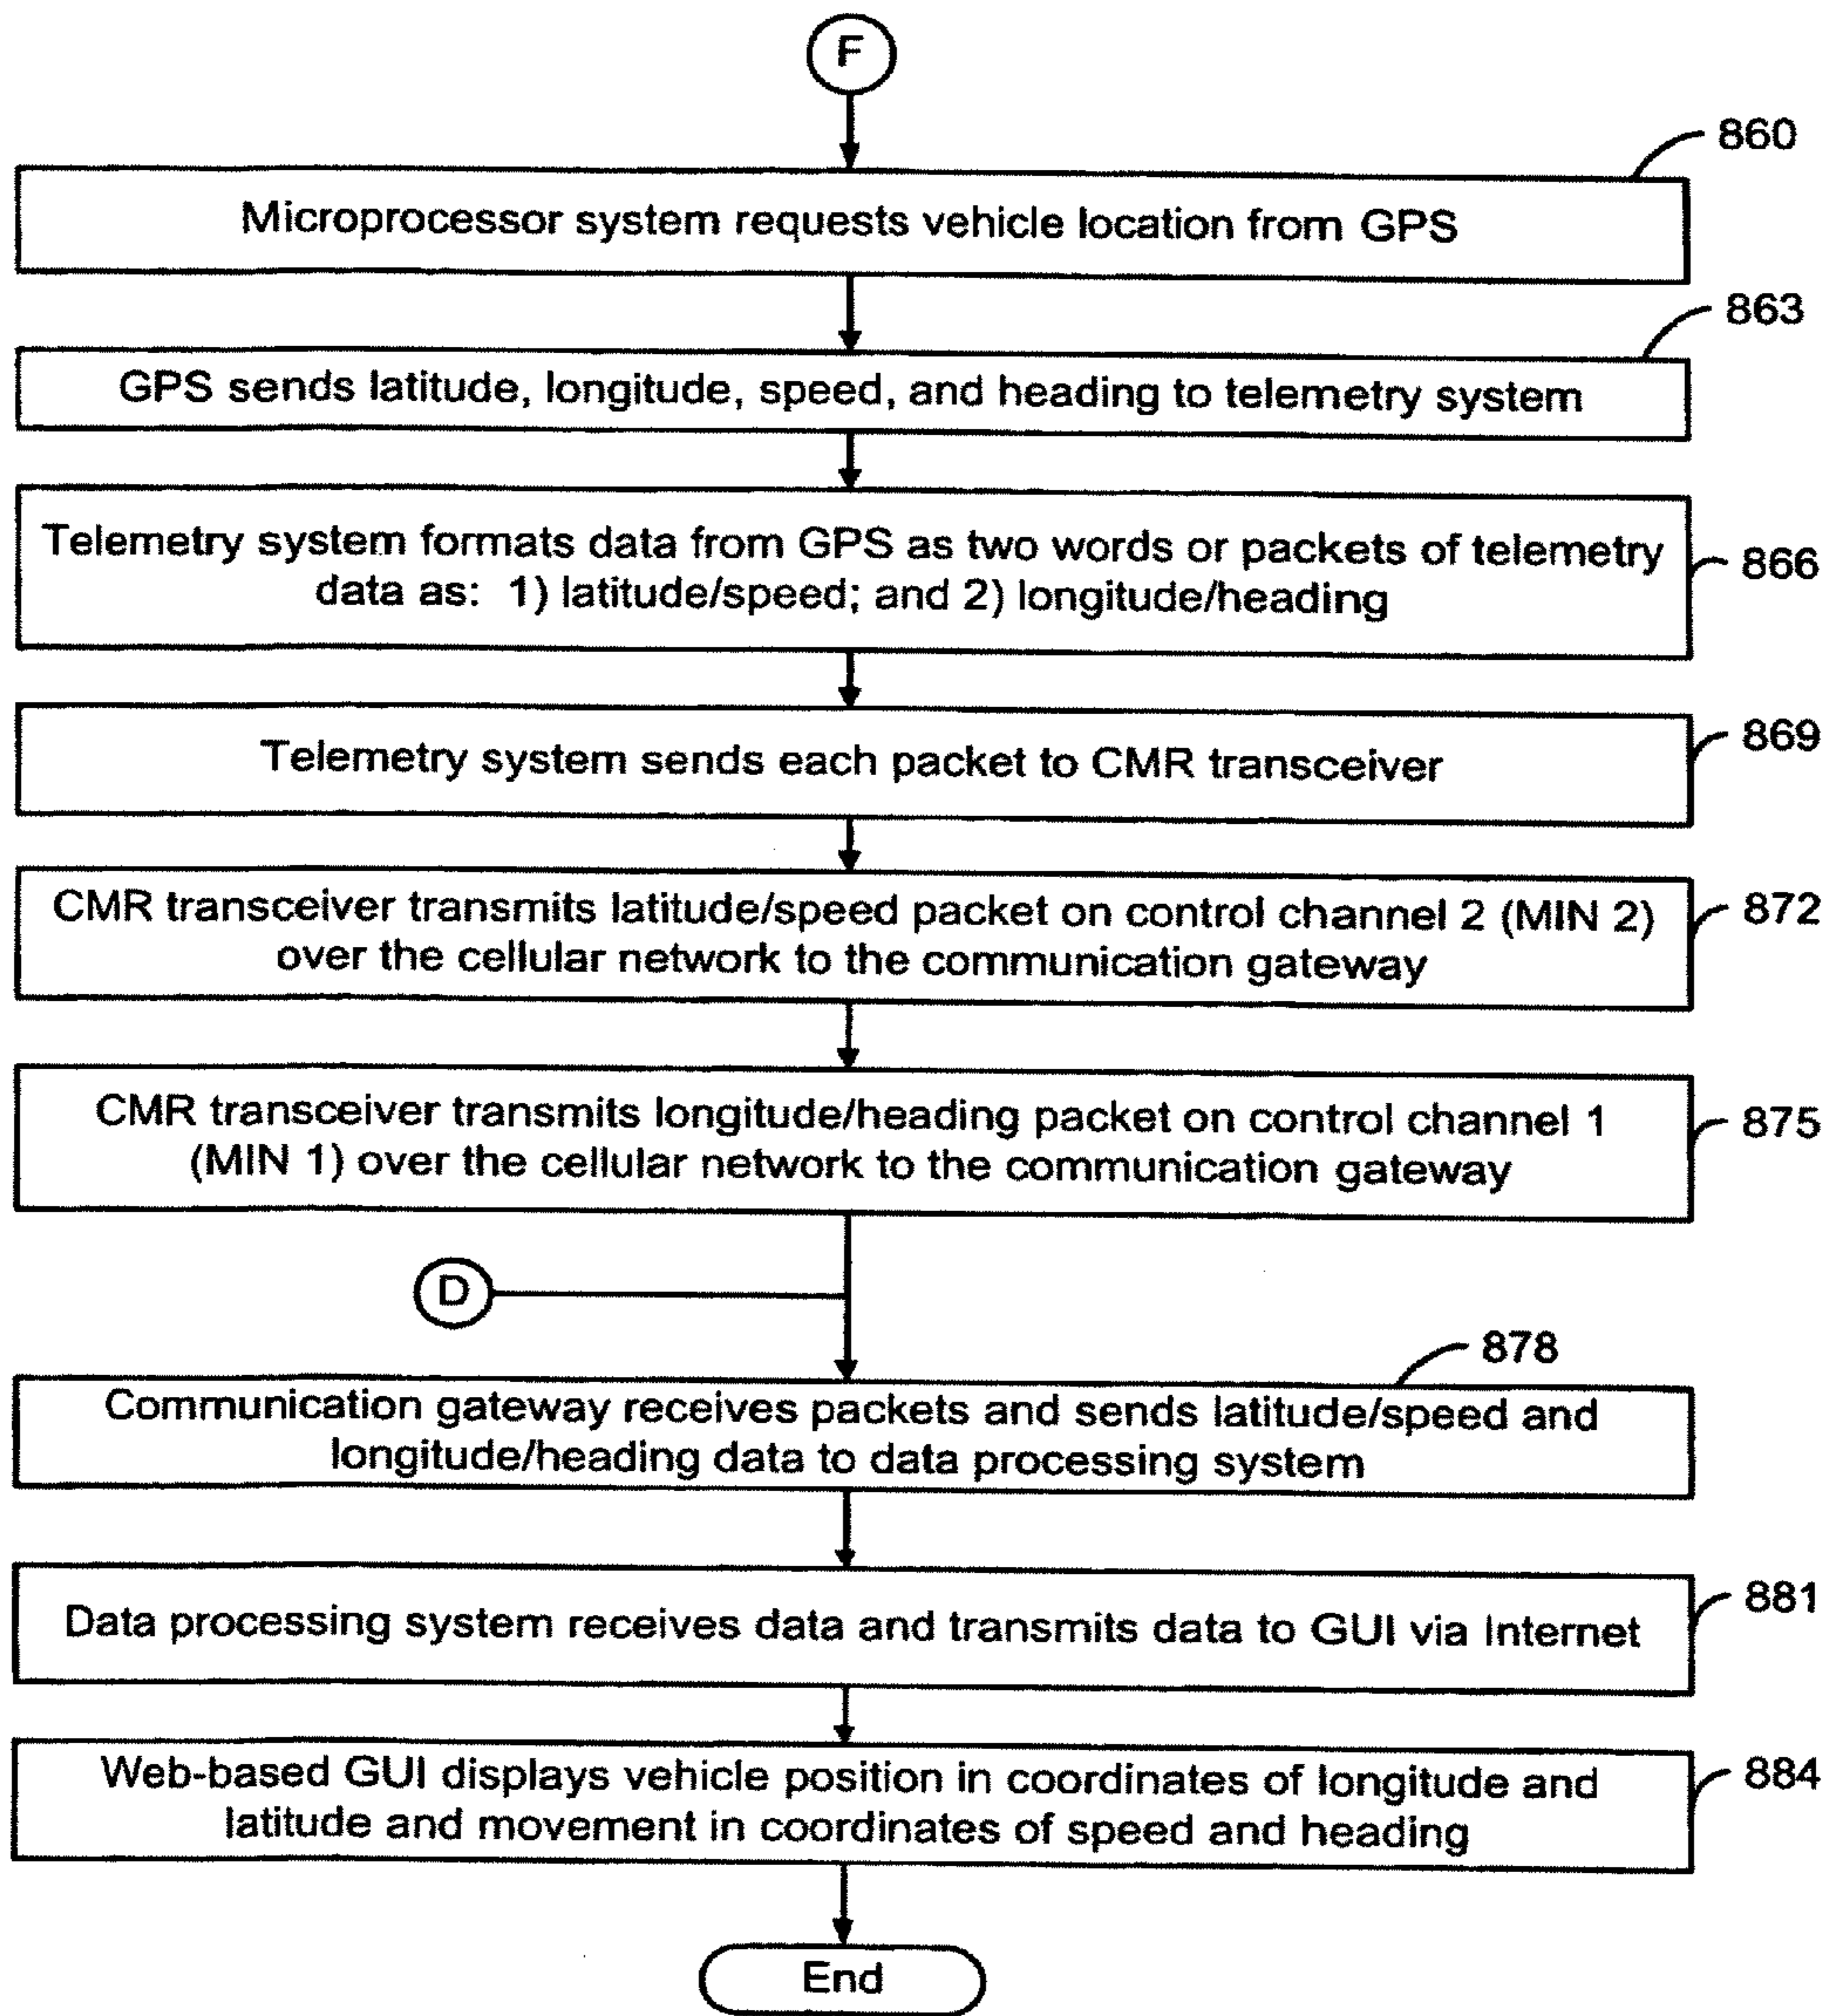 F
860
Microprocessor system requests vehicle location from GPS
863
GPS sends latitude, longitude, speed, and heading to telemetry system
Telemetry system formats data from GPS as two words or packets of telemetry
data as: 1) latitude/speed; and 2) longitude/heading
866
Telemetry system sends each packet to CMR transceiver
869
CMR transceiver transmits latitude/speed packet on control channel 2 (MIN 2)
over the cellular network to the communication gateway
872
CMR transceiver transmits longitude/heading packet on control channel 1
(MIN 1) over the cellular network to the communication gateway
875
D
878
Communication gateway receives packets and sends latitude/speed and
longitude/heading data to data processing system
Data processing system receives data and transmits data to GUI via Internet
881
Web-based GUI displays vehicle position in coordinates of longitude and
latitude and movement in coordinates of speed and heading
884
End